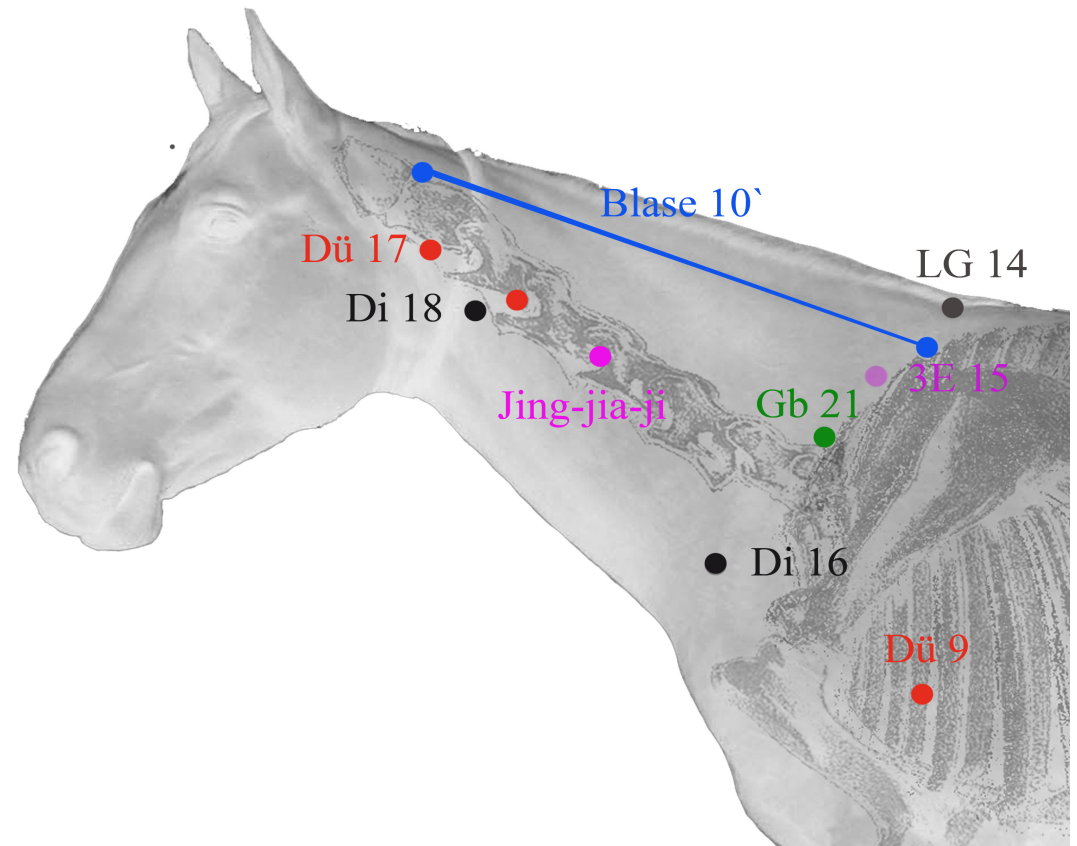 Blase 10`
Dü 17
LG 14
Di 18
3E 15
Jing-jia-ji
Gb 21
Di 16
Dü 9